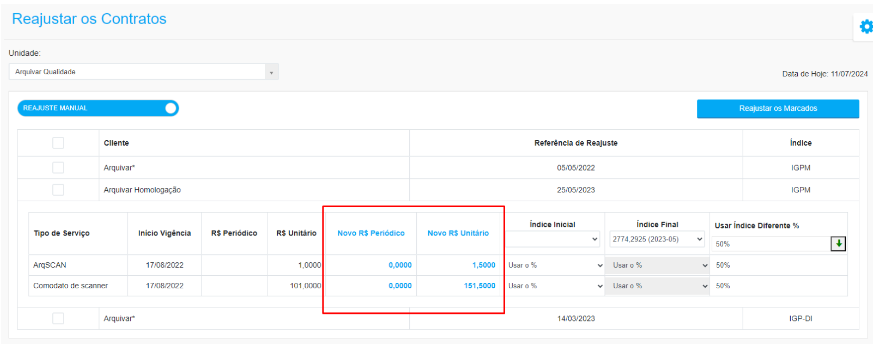 Reajustar os Contratos
Unidade:
Arquivar Qualidade
Data de Hoje: 11/07/2024
REAJUSTE MANUAL
Reajustar os Marcados
Cliente Referência de Reajuste Índice
Arquivar* 05/05/2022 IGPM
Arquivar Homologação 25/05/2023 IGPM
Tipo de Serviço Início Vigência R$ Periódico R$ Unitário Novo R$ Periódico Novo R$ Unitário Índice Inicial Índice Final Usar Índice Diferente %
2774,2925 (2023-05) 50%
ArqSCAN 17/08/2022 1,0000 0,0000 1,5000 Usar o % Usar o % 50%
Comodato de scanner 17/08/2022 101,0000 0,0000 151,5000 Usar o % Usar o % 50%
Arquivar* 14/03/2023 IGP-DI